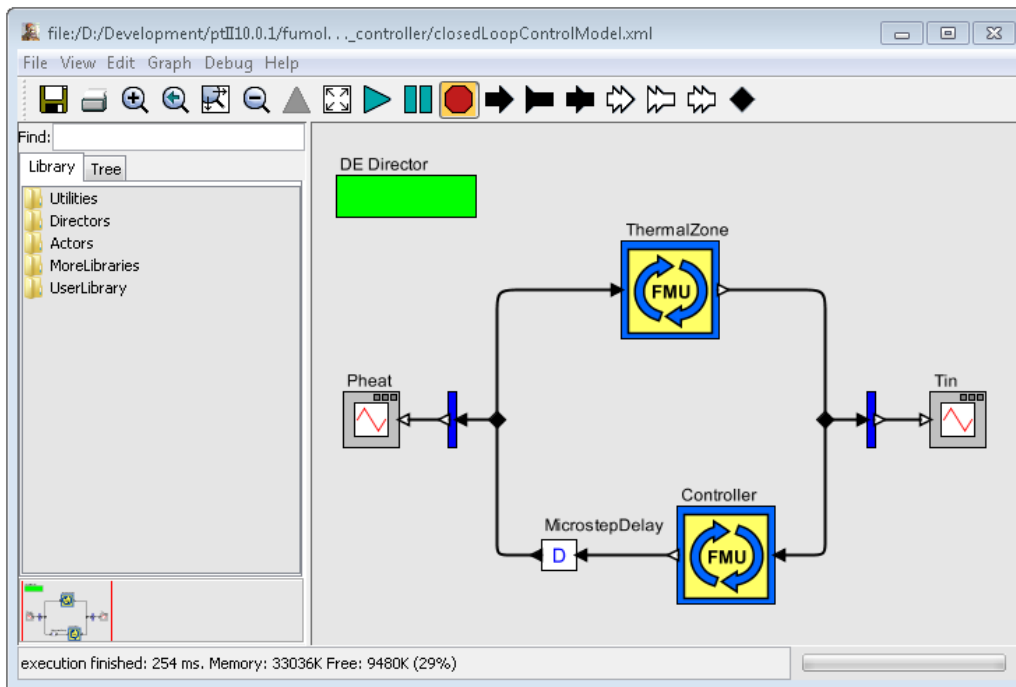 file:/D:/Development/ptII10.0.1/fumol. . ._controller/closedLoopControlModel.xml
File View Edit Graph Debug Help
Find:
Library Tree
Utilities
Directors
Actors
MoreLibraries
UserLibrary
DE Director
ThermalZone
FMU
Pheat
Tin
Controller
MicrostepDelay
D
FMU
execution finished: 254 ms. Memory: 33036K Free: 9480K (29%)